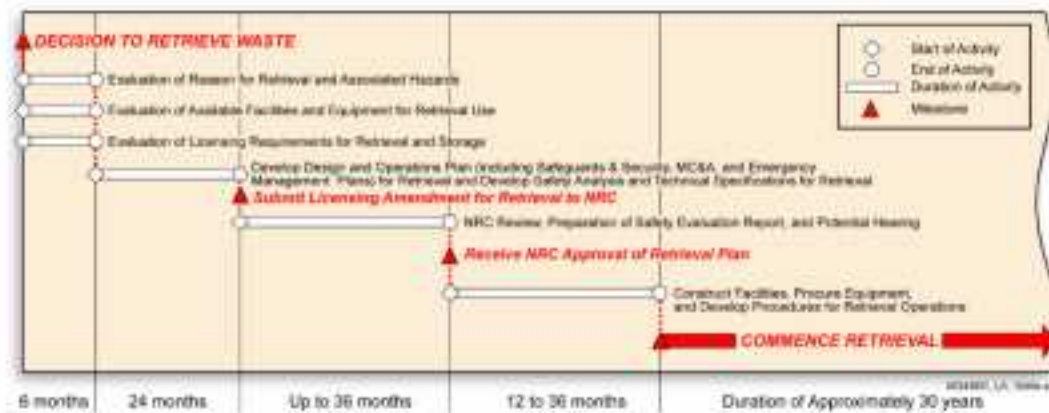 DECISION TO RETRIEVE WASTE
Start of Activity
End of Activity
Duration of Activity
Milestone
Evaluation of Reason for Retrieval and Associated Hazards
Evaluation of Available Facilities and Equipment for Retrieval Use
Evaluation of Licensing Requirements for Retrieval and Storage
Develop Design and Operations Plan (including Safeguards & Security, MC&A, and Emergency
Management Plans) for Retrieval and Develop Safety Analysis and Technical Specifications for Retrieval
Submit Licensing Amendment for Retrieval to NRC
NRC Review, Preparation of Safety Evaluation Report, and Potential Hearing
Receive NRC Approval of Retrieval Plan
Construct Facilities, Procure Equipment,
and Develop Procedures for Retrieval Operations
COMMENCE RETRIEVAL
6 months
24 months
Up to 36 months
12 to 36 months
Duration of Approximately 30 years